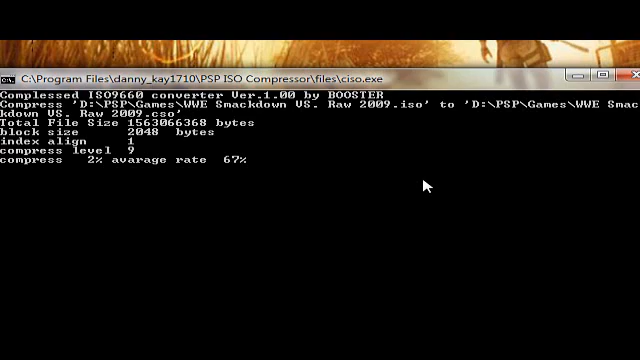 C:\Program Files\danny_kay1710\PSP ISO Compressor\files\ciso.exe
Complessed ISO9660 converter Ver.1.00 by BOOSTER
Compress 'D:\PSP\Games\WWE Smackdown VS. Raw 2009.iso' to 'D:\PSP\Games\WWE Smac
kdown VS. Raw 2009.cso'
Total File Size 1563066368 bytes
block size 2048 bytes
index align 1
compress level 9
compress 2% avarage rate 67%